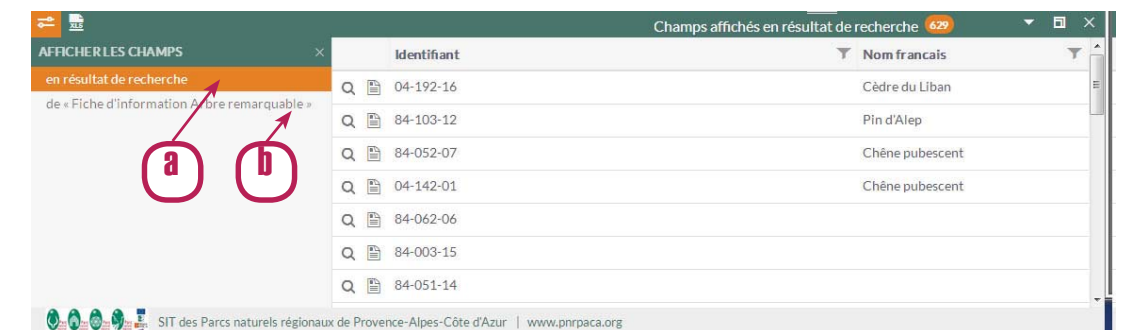 XLS
Champs affichés en résultat de recherche 629
AFFICHER LES CHAMPS
Identifiant
Nom francais
en résultat de recherche
de « Fiche d'information Arbre remarquable »
04-192-16
Cèdre du Liban
84-103-12
Pin d'Alep
84-052-07
Chêne pubescent
04-142-01
Chêne pubescent
84-062-06
84-003-15
84-051-14
a
b
SIT des Parcs naturels régionaux de Provence-Alpes-Côte d'Azur | www.pnrpaca.org